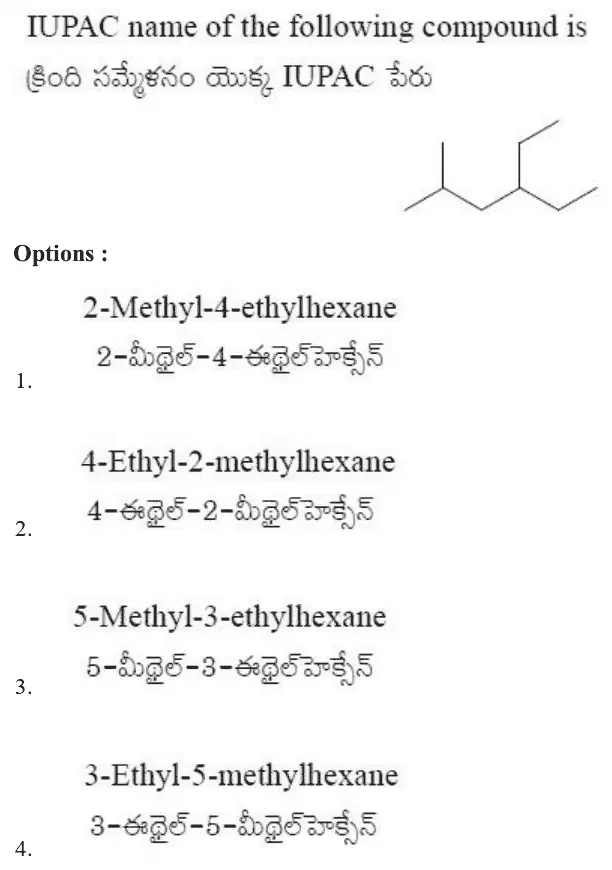 IUPAC name of the following compound is
క్రింది సమ్మేళనం యొక్క IUPAC పేరు
Options :
2-Methyl-4-ethylhexane
2-మీథైల్-4-ఈథైల్‌హెక్సేన్
1.
4-Ethyl-2-methylhexane
4-ఈథైల్-2-మీథైల్‌హెక్సేన్
2.
5-Methyl-3-ethylhexane
5-మీథైల్-3-ఈథైల్‌హెక్సేన్
3.
3-Ethyl-5-methylhexane
3-ఈథైల్-5-మీథైల్‌హెక్సేన్
4.